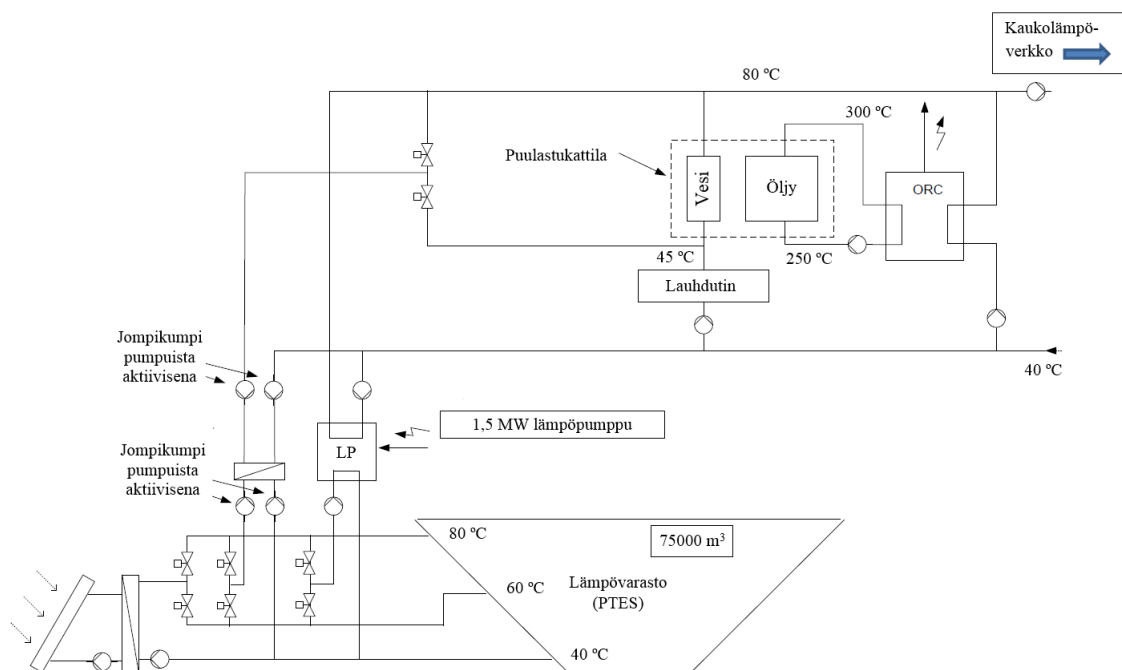 Kaukolämpö-
verkko
80 ºC
300 ºC
Puulastukattila
Vesi
Öljy
ORC
45 ºC
250 ºC
Lauhdutin
40 ºC
Jompikumpi
pumpuista
aktiivisena
1,5 MW lämpöpumppu
LP
Jompikumpi
pumpuista
aktiivisena
80 ºC
75000 m³
60 ºC
Lämpövarasto
(PTES)
40 ºC